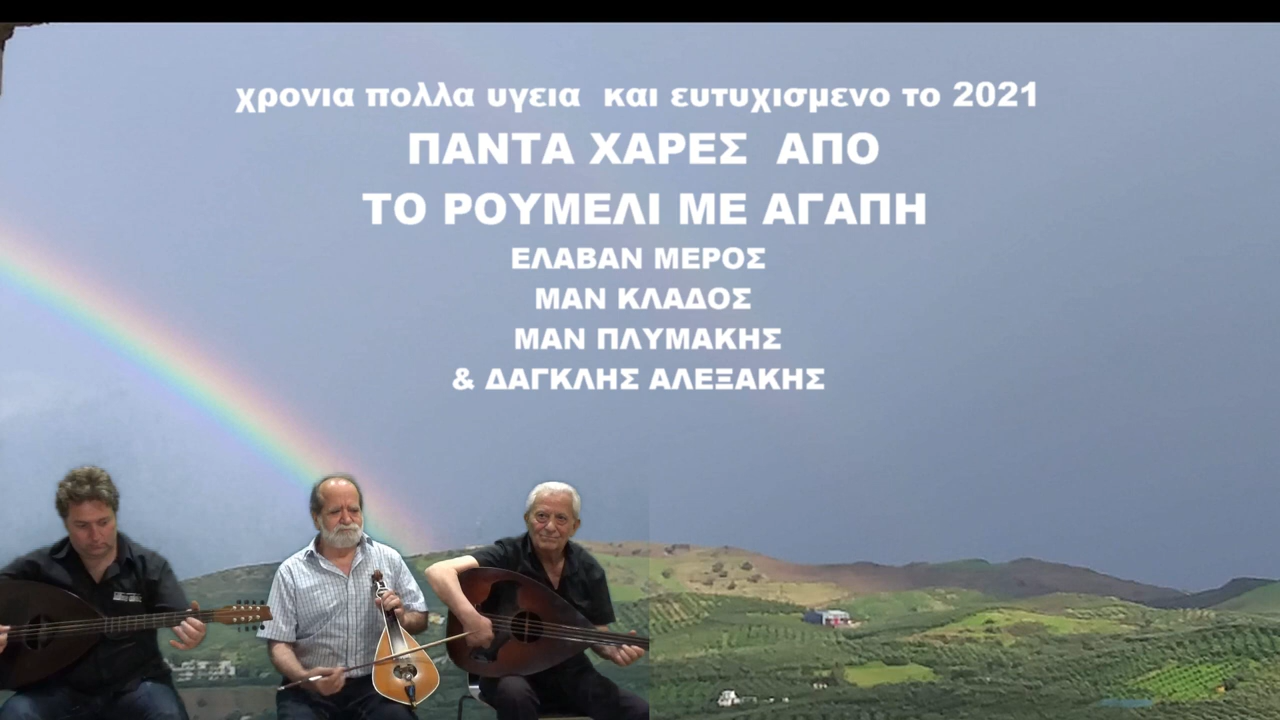 χρονια πολλα υγεια και ευτυχισμενο το 2021
ΠΑΝΤΑ ΧΑΡΕΣ ΑΠΟ
ΤΟ ΡΟΥΜΕΛΙ ΜΕ ΑΓΑΠΗ
ΕΛΑΒΑΝ ΜΕΡΟΣ
ΜΑΝ ΚΛΑΔΟΣ
ΜΑΝ ΠΛΥΜΑΚΗΣ
& ΔΑΓΚΛΗΣ ΑΛΕΞΑΚΗΣ